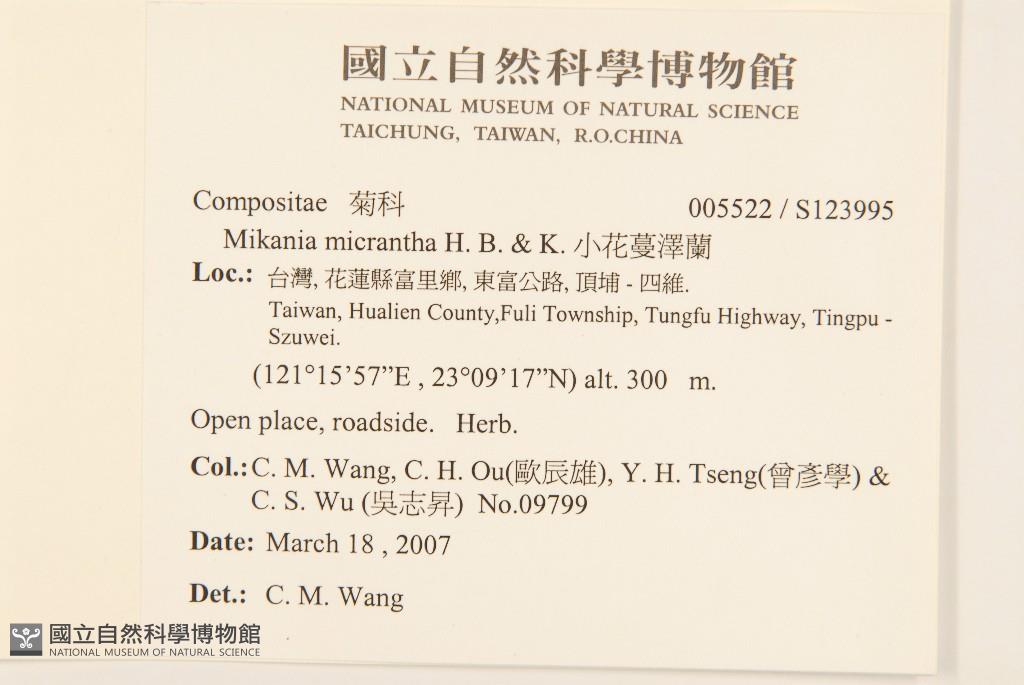 國立自然科學博物館
NATIONAL MUSEUM OF NATURAL SCIENCE
TAICHUNG, TAIWAN, R.O.CHINA
Compositae 菊科 005522 / S123995
Mikania micrantha H. B. & K. 小花蔓澤蘭
Loc.: 台灣, 花蓮縣富里鄉, 東富公路, 頂埔 - 四維.
Taiwan, Hualien County,Fuli Township, Tungfu Highway, Tingpu -
Szuwei.
(121°15’57”E , 23°09’17”N) alt. 300 m.
Open place, roadside. Herb.
Col.: C. M. Wang, C. H. Ou(歐辰雄), Y. H. Tseng(曾彥學) &
C. S. Wu (吳志昇) No.09799
Date: March 18 , 2007
Det.: C. M. Wang
國立自然科學博物館
NATIONAL MUSEUM OF NATURAL SCIENCE